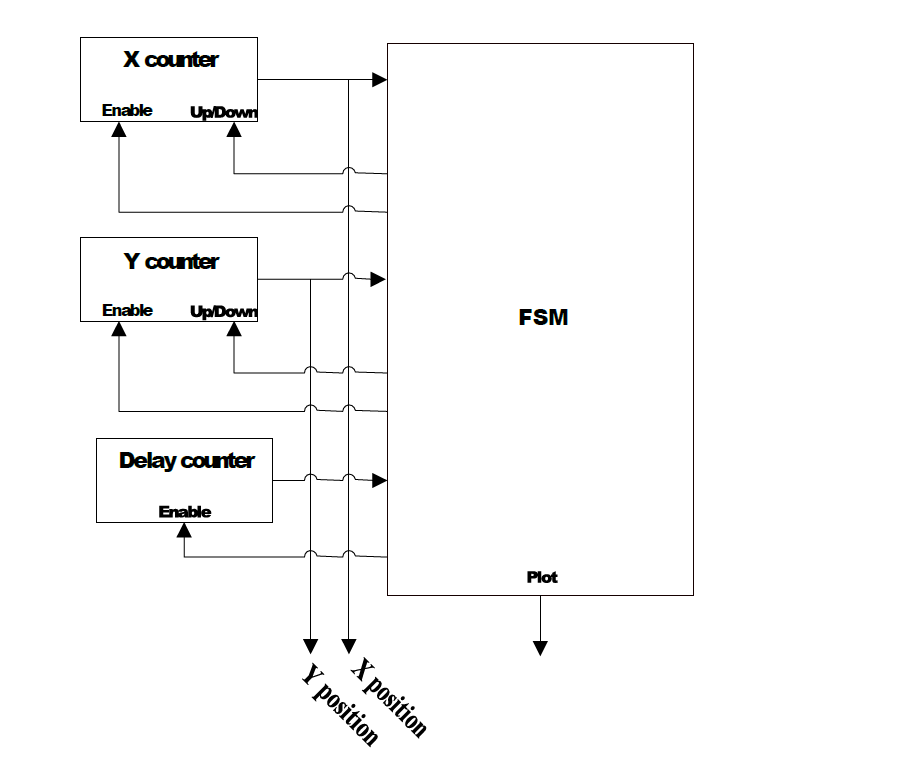 X counter
Enable Up/Down
Y counter
Enable Up/Down
FSM
Delay counter
Enable
Plot
X position
Y position